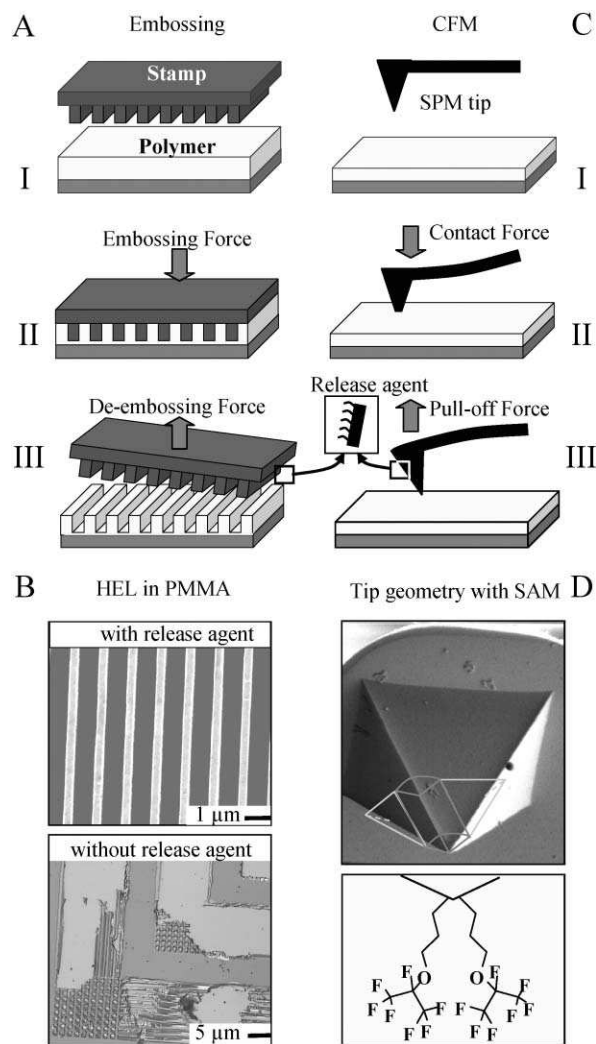 A
Embossing
CFM
C
Stamp
SPM tip
Polymer
I
I
Embossing Force
Contact Force
II
II
Release agent
De-embossing Force
Pull-off Force
III
III
B
HEL in PMMA
Tip geometry with SAM
D
with release agent
1 µm
without release agent
5 µm
O
O
F
F
F
F
F
F
F
F
F
F
F
F
F
F